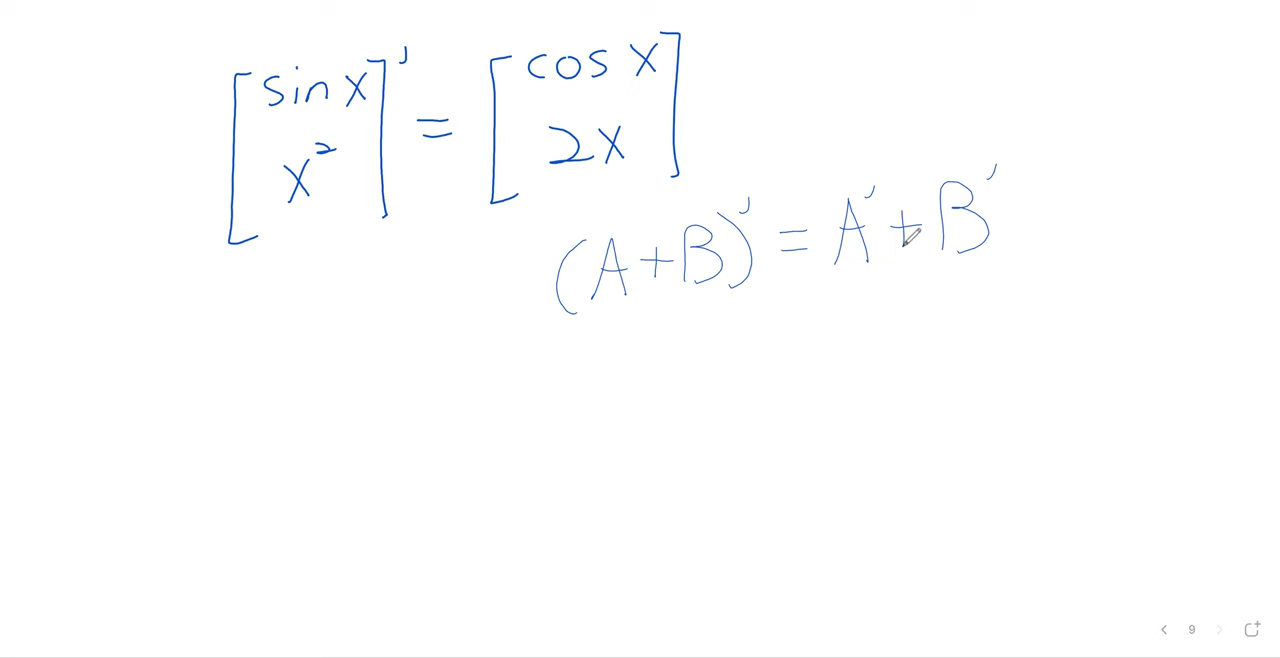 [sin x]' = [cos x]
[x²] [2x]
(A + B)' = A' + B'
9